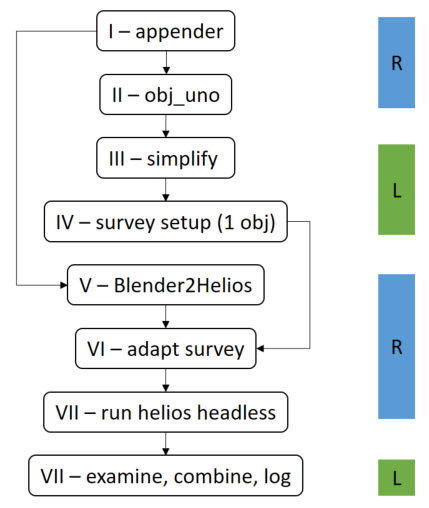 I – appender
R
II – obj_uno
III – simplify
L
IV – survey setup (1 obj)
V – Blender2Helios
R
VI – adapt survey
VII – run helios headless
VII – examine, combine, log
L